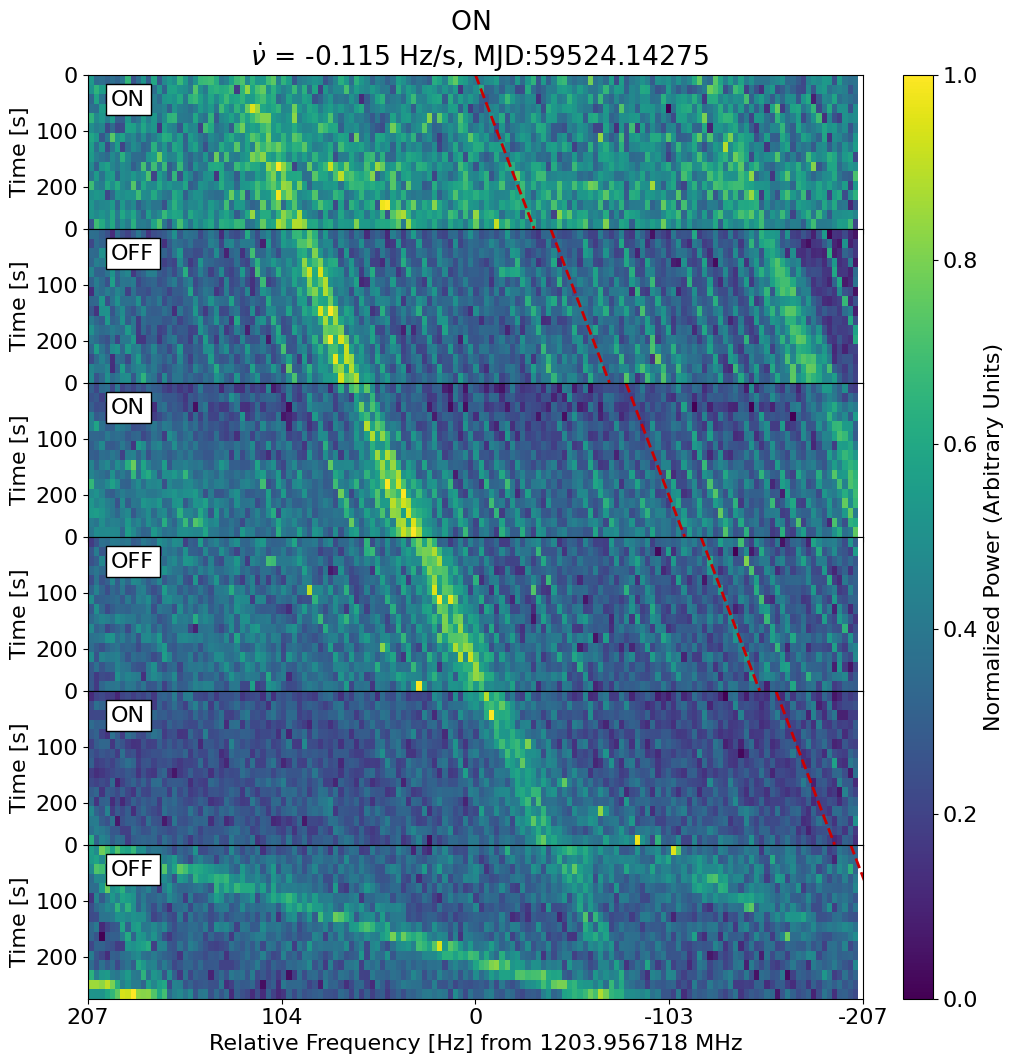 ON
ν̇ = -0.115 Hz/s, MJD:59524.14275
0
100
200
Time [s]
ON
0
100
200
Time [s]
OFF
0
100
200
Time [s]
ON
0
100
200
Time [s]
OFF
0
100
200
Time [s]
ON
0
100
200
Time [s]
OFF
207 104 0 -103 -207
Relative Frequency [Hz] from 1203.956718 MHz
1.0
0.8
0.6
0.4
0.2
0.0
Normalized Power (Arbitrary Units)